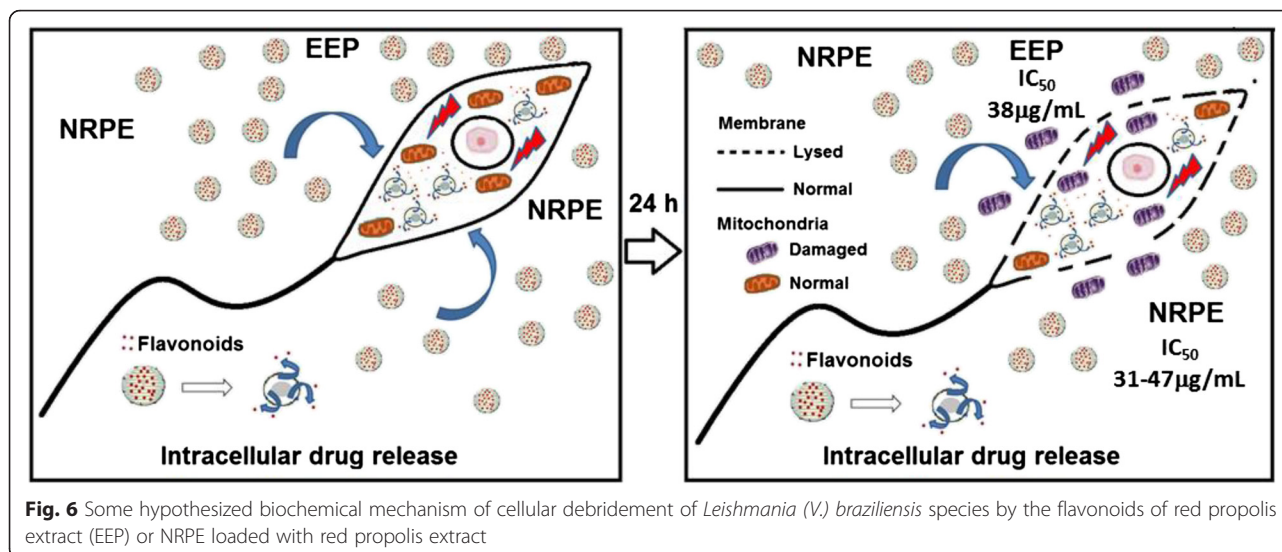 EEP
NRPE
NRPE
:: Flavonoids
Intracellular drug release
24 h
NRPE
EEP
IC50
38µg/mL
Membrane
Lysed
Normal
Mitochondria
Damaged
Normal
NRPE
IC50
31-47µg/mL
:: Flavonoids
Intracellular drug release
Fig. 6 Some hypothesized biochemical mechanism of cellular debridement of Leishmania (V.) braziliensis species by the flavonoids of red propolis
extract (EEP) or NRPE loaded with red propolis extract